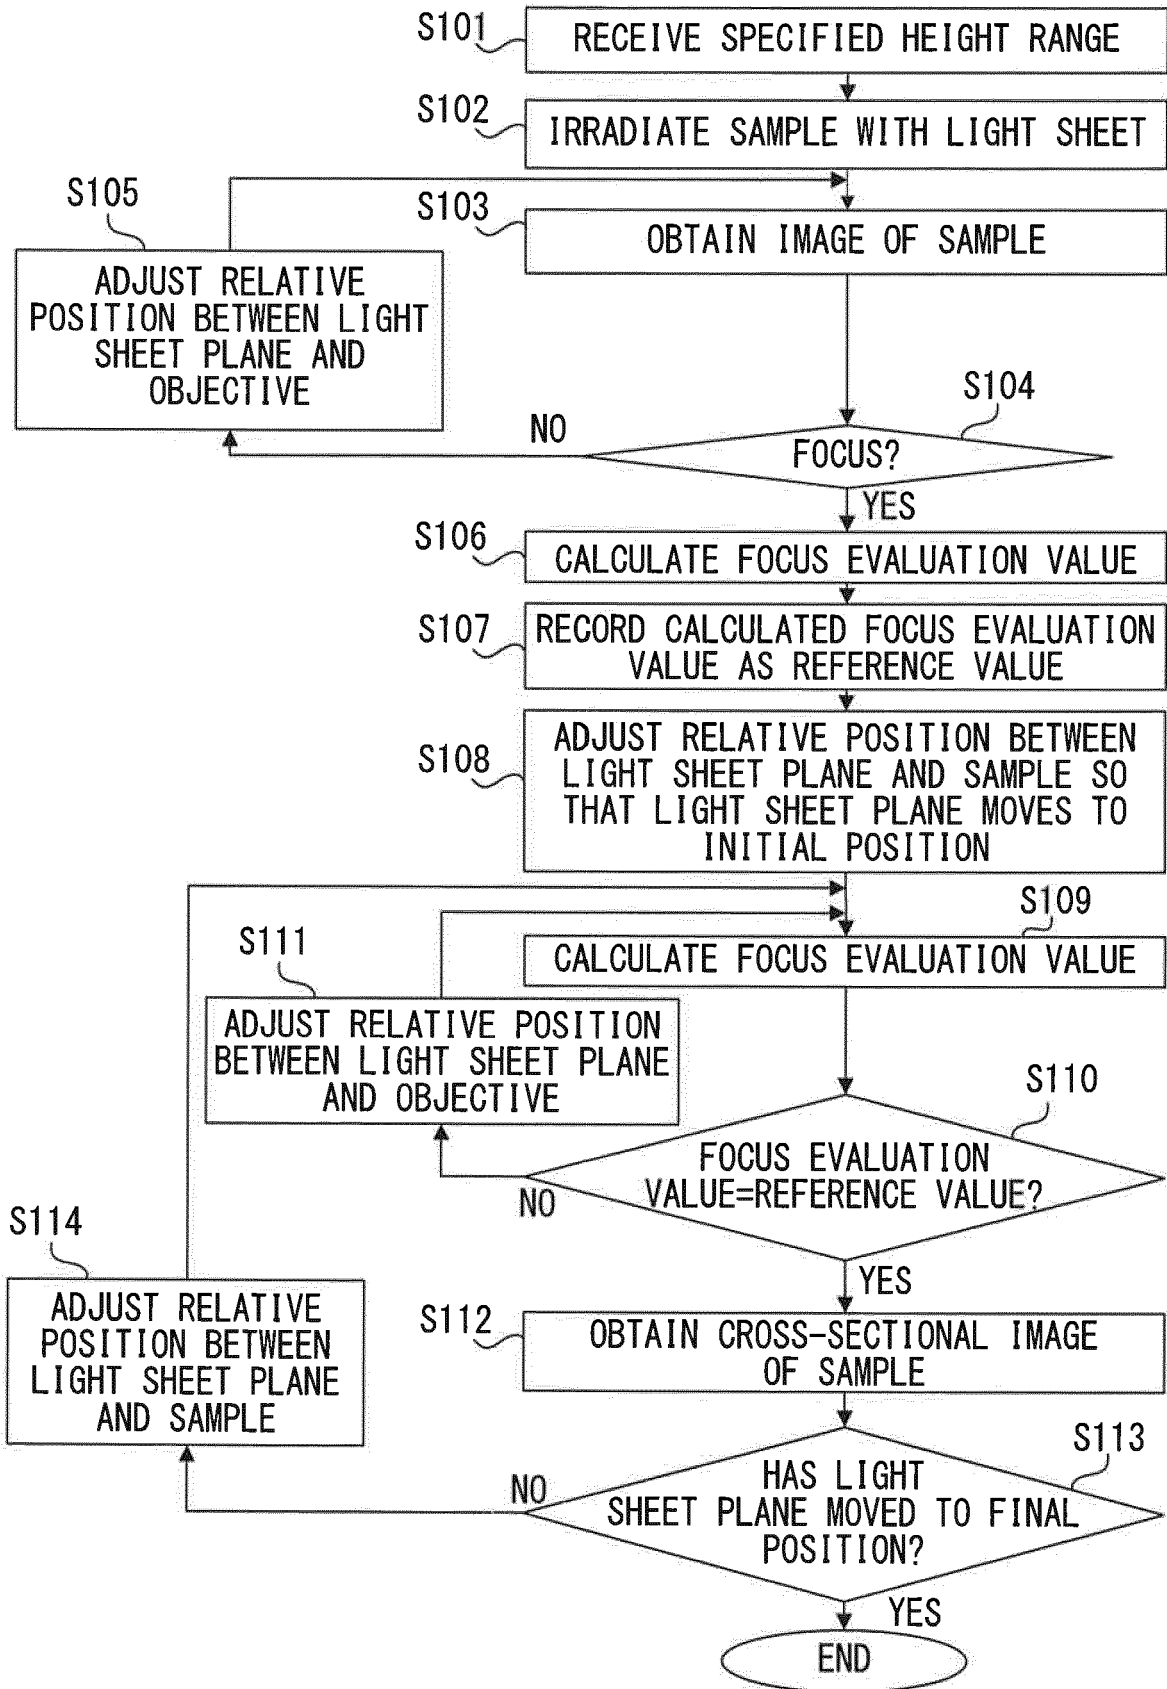 S101
RECEIVE SPECIFIED HEIGHT RANGE
S102
IRRADIATE SAMPLE WITH LIGHT SHEET
S105
ADJUST RELATIVE
POSITION BETWEEN LIGHT
SHEET PLANE AND
OBJECTIVE
S103
OBTAIN IMAGE OF SAMPLE
S104
NO
FOCUS?
YES
S106
CALCULATE FOCUS EVALUATION VALUE
S107
RECORD CALCULATED FOCUS EVALUATION
VALUE AS REFERENCE VALUE
S108
ADJUST RELATIVE POSITION BETWEEN
LIGHT SHEET PLANE AND SAMPLE SO
THAT LIGHT SHEET PLANE MOVES TO
INITIAL POSITION
S109
CALCULATE FOCUS EVALUATION VALUE
S111
ADJUST RELATIVE POSITION
BETWEEN LIGHT SHEET PLANE
AND OBJECTIVE
S110
FOCUS EVALUATION
VALUE=REFERENCE VALUE?
NO
YES
S114
ADJUST RELATIVE
POSITION BETWEEN
LIGHT SHEET PLANE
AND SAMPLE
S112
OBTAIN CROSS-SECTIONAL IMAGE
OF SAMPLE
S113
NO
HAS LIGHT
SHEET PLANE MOVED TO FINAL
POSITION?
YES
END